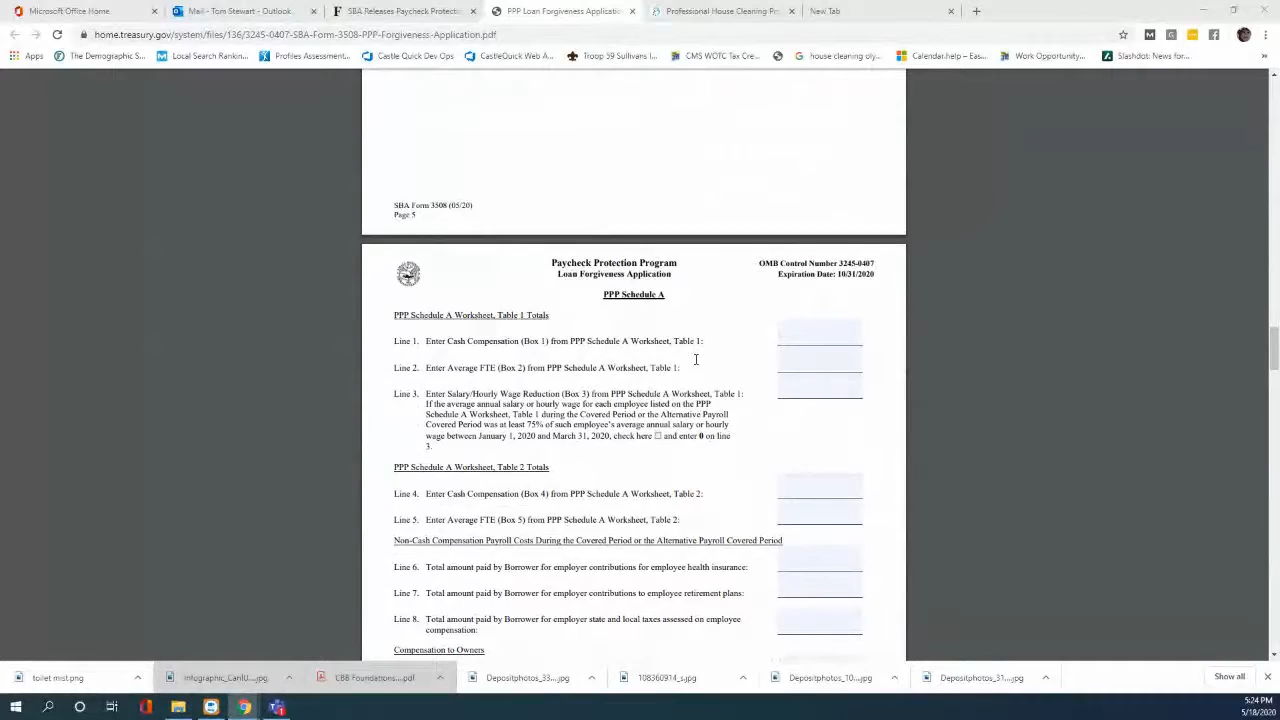 Microsoft Office Home
Mail - Tom Stewart - Outlook
SBA Releases Paycheck Protectio
PPP Loan Forgiveness Application
Professional House Cleaning Pro
New Tab
home.treasury.gov/system/files/136/3245-0407-SBA-Form-3508-PPP-Forgiveness-Application.pdf
Apps
The Demographic S...
Local Search Rankin...
Profiles Assessment...
Castle Quick Dev Ops
CastleQuick Web A...
Troop 59 Sullivans I...
CMS WOTC Tax Cre...
house cleaning oly...
Calendar.help – Eas...
Work Opportunity...
Slashdot: News for...
SBA Form 3508 (05/20)
Page 5
Paycheck Protection Program
Loan Forgiveness Application
OMB Control Number 3245-0407
Expiration Date: 10/31/2020
PPP Schedule A
PPP Schedule A Worksheet, Table 1 Totals
Line 1. Enter Cash Compensation (Box 1) from PPP Schedule A Worksheet, Table 1:
Line 2. Enter Average FTE (Box 2) from PPP Schedule A Worksheet, Table 1:
Line 3. Enter Salary/Hourly Wage Reduction (Box 3) from PPP Schedule A Worksheet, Table 1:
If the average annual salary or hourly wage for each employee listed on the PPP
Schedule A Worksheet, Table 1 during the Covered Period or the Alternative Payroll
Covered Period was at least 75% of such employee's average annual salary or hourly
wage between January 1, 2020 and March 31, 2020, check here ☐ and enter 0 on line
3.
PPP Schedule A Worksheet, Table 2 Totals
Line 4. Enter Cash Compensation (Box 4) from PPP Schedule A Worksheet, Table 2:
Line 5. Enter Average FTE (Box 5) from PPP Schedule A Worksheet, Table 2:
Non-Cash Compensation Payroll Costs During the Covered Period or the Alternative Payroll Covered Period
Line 6. Total amount paid by Borrower for employer contributions for employee health insurance:
Line 7. Total amount paid by Borrower for employer contributions to employee retirement plans:
Line 8. Total amount paid by Borrower for employer state and local taxes assessed on employee
compensation:
Compensation to Owners
toilet mist.png
CBB Foundations....pdf
Depositphotos_33....jpg
108360914_s.jpg
Depositphotos_10....jpg
Depositphotos_31....jpg
Show all
5:24 PM
5/18/2020